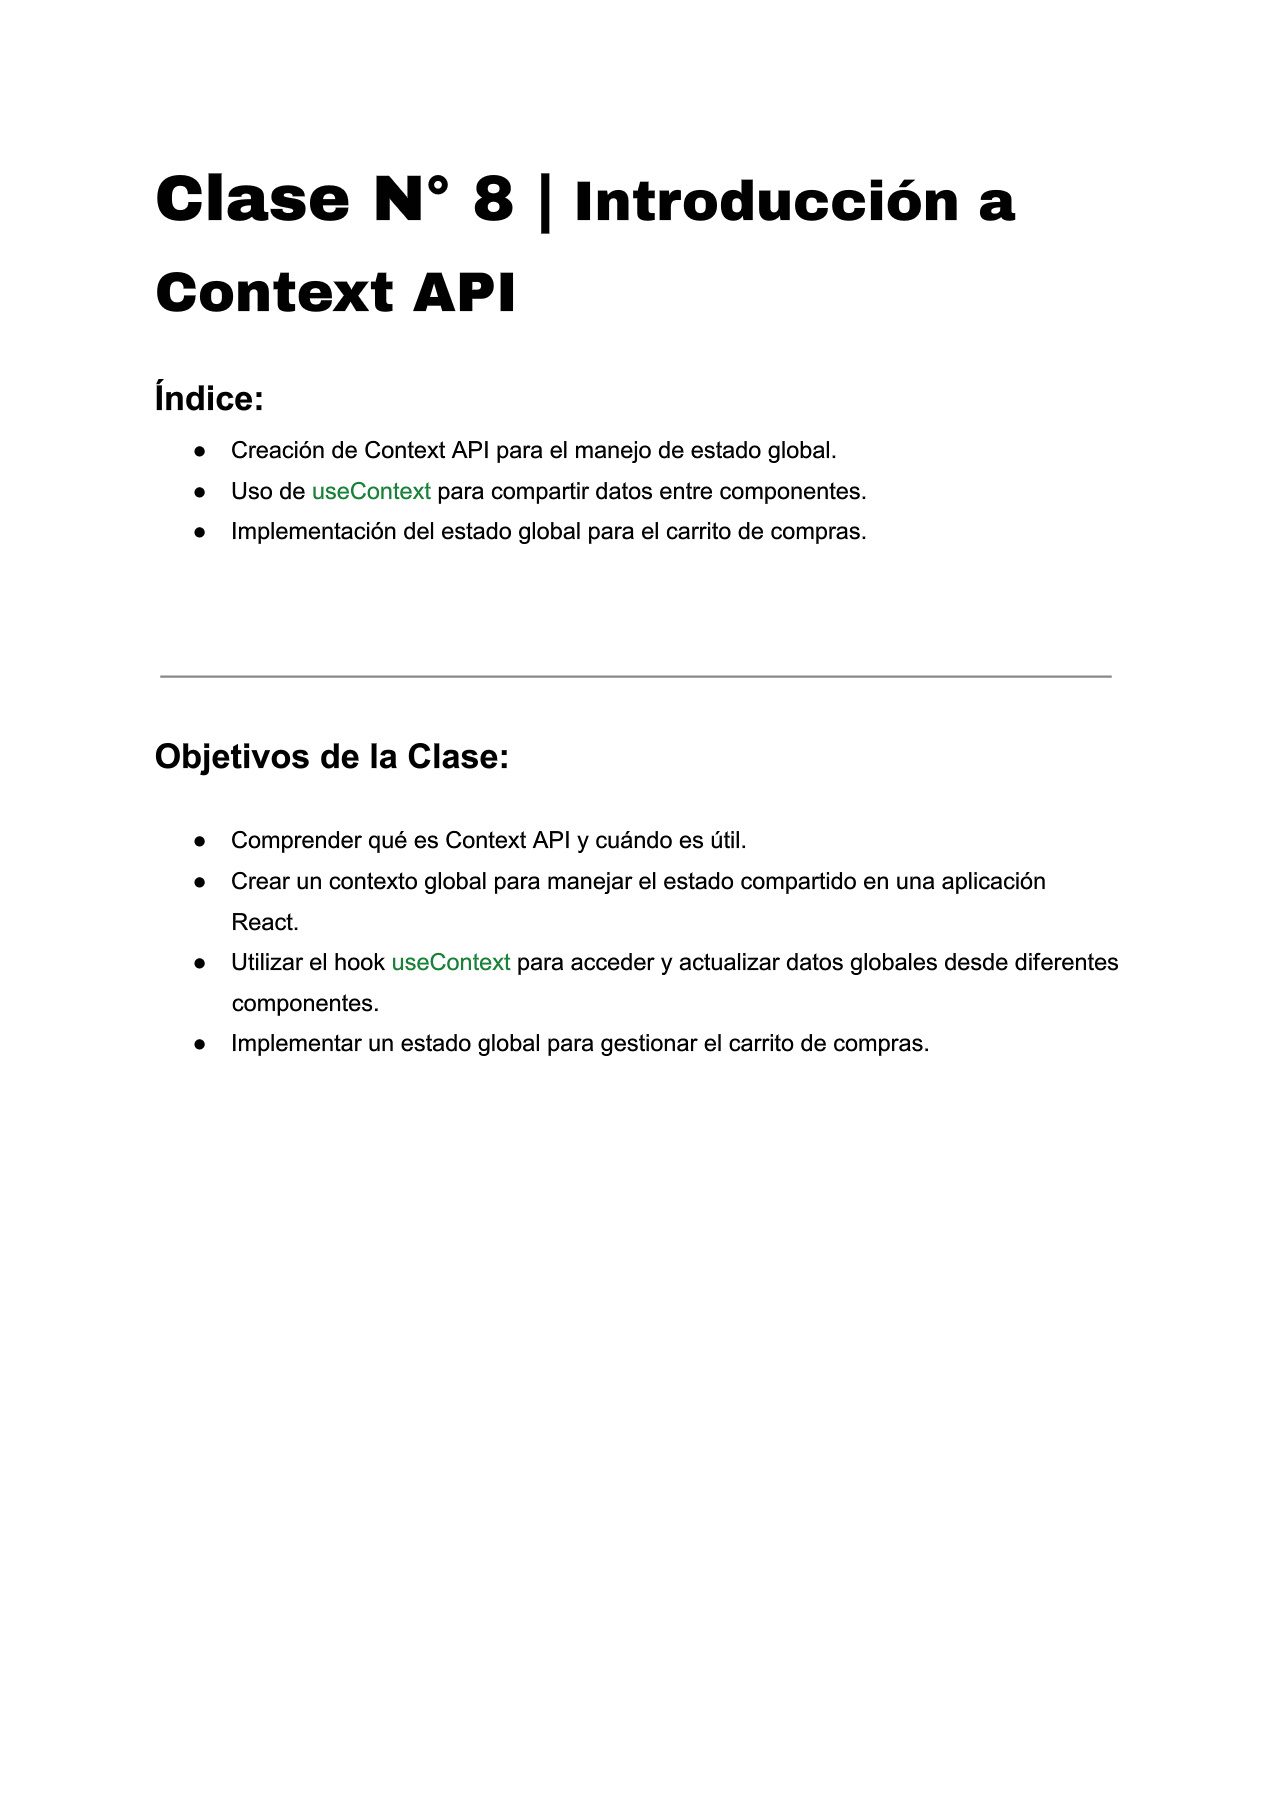 Clase N° 8 | Introducción a
Context API
Índice:
● Creación de Context API para el manejo de estado global.
● Uso de useContext para compartir datos entre componentes.
● Implementación del estado global para el carrito de compras.
Objetivos de la Clase:
● Comprender qué es Context API y cuándo es útil.
● Crear un contexto global para manejar el estado compartido en una aplicación
React.
● Utilizar el hook useContext para acceder y actualizar datos globales desde diferentes
componentes.
● Implementar un estado global para gestionar el carrito de compras.